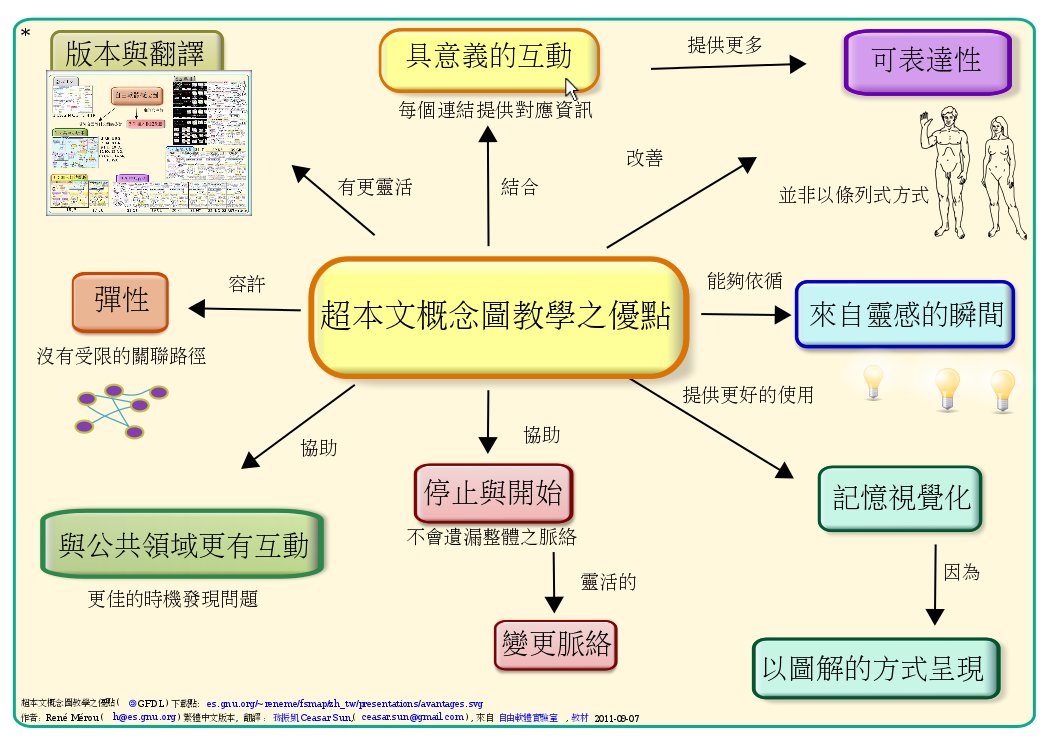 *
版本與翻譯
具意義的互動
提供更多
可表達性
每個連結提供對應資訊
有更靈活
結合
改善
並非以條列式方式
彈性
容許
沒有受限的關聯路徑
超本文概念圖教學之優點
能夠依循
來自靈感的瞬間
提供更好的使用
協助
協助
與公共領域更有互動
更佳的時機發現問題
停止與開始
不會遺漏整體之脈絡
靈活的
變更脈絡
記憶視覺化
因為
以圖解的方式呈現
超本文概念圖教學之優點( @GFDL) 下載點: es.gnu.org/~reneme/fsmap/zh_tw/presentations/avantages.svg
作者: René Mérou( h@es.gnu.org) 繁體中文版本, 翻譯: CeasarSun( ceasar.sun@gmail.com), 來自 自由軟體實驗室 , 教材 2011-09-07